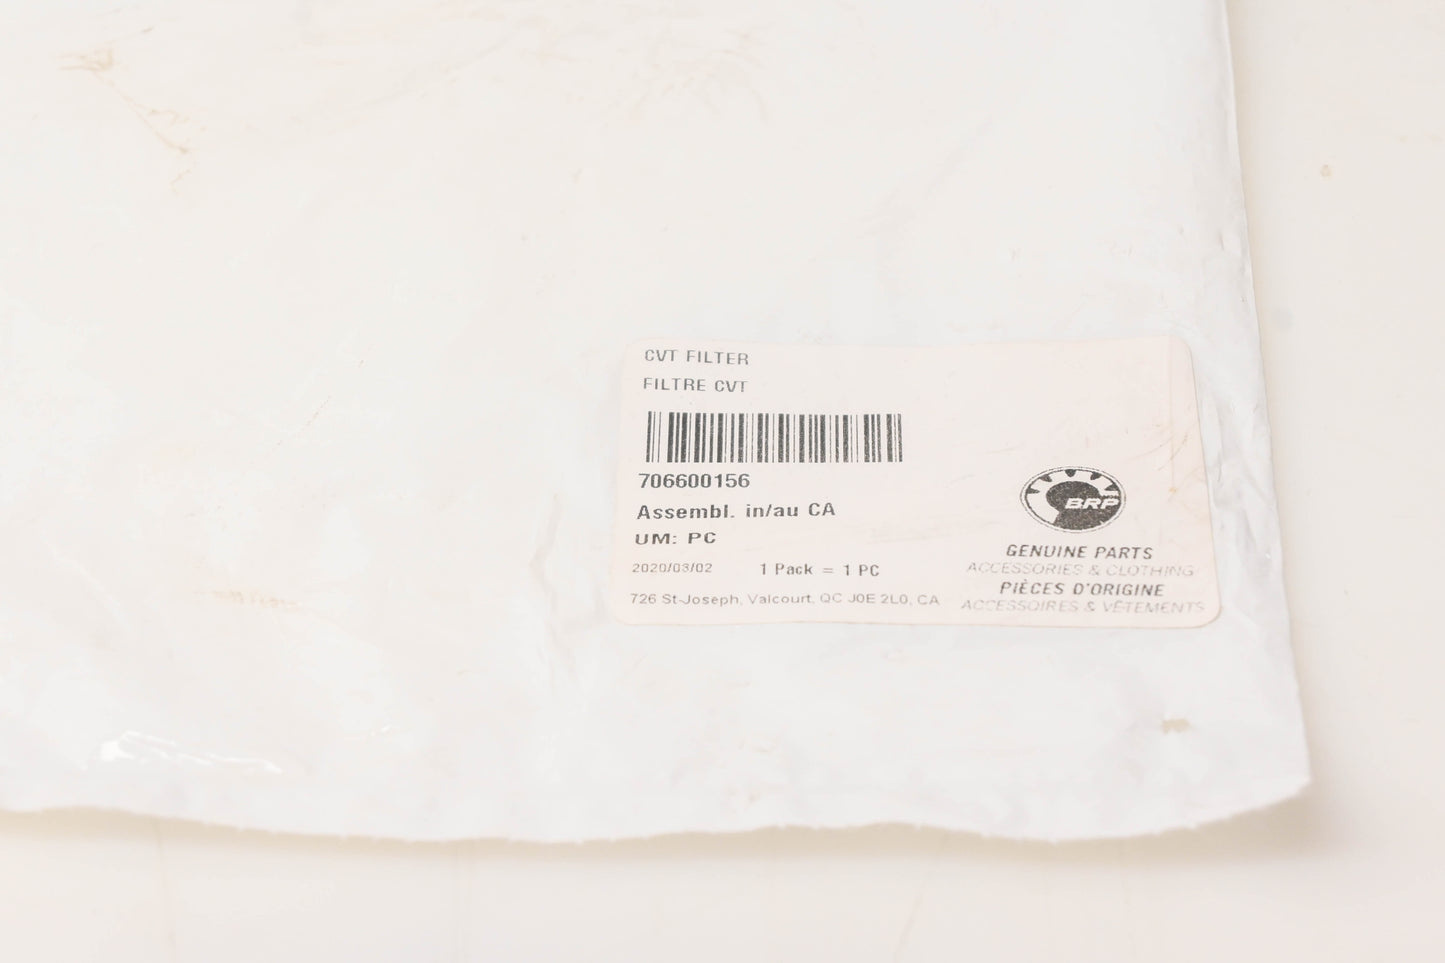 CVT FILTER
FILTRE CVT
706600156
Assembl. in/au CA
UM: PC
2020/03/02 1 Pack = 1 PC
726 St-Joseph, Valcourt, QC J0E 2L0, CA
BRP
GENUINE PARTS
ACCESSORIES & CLOTHING
PIÈCES D'ORIGINE
ACCESSOIRES & VÊTEMENTS